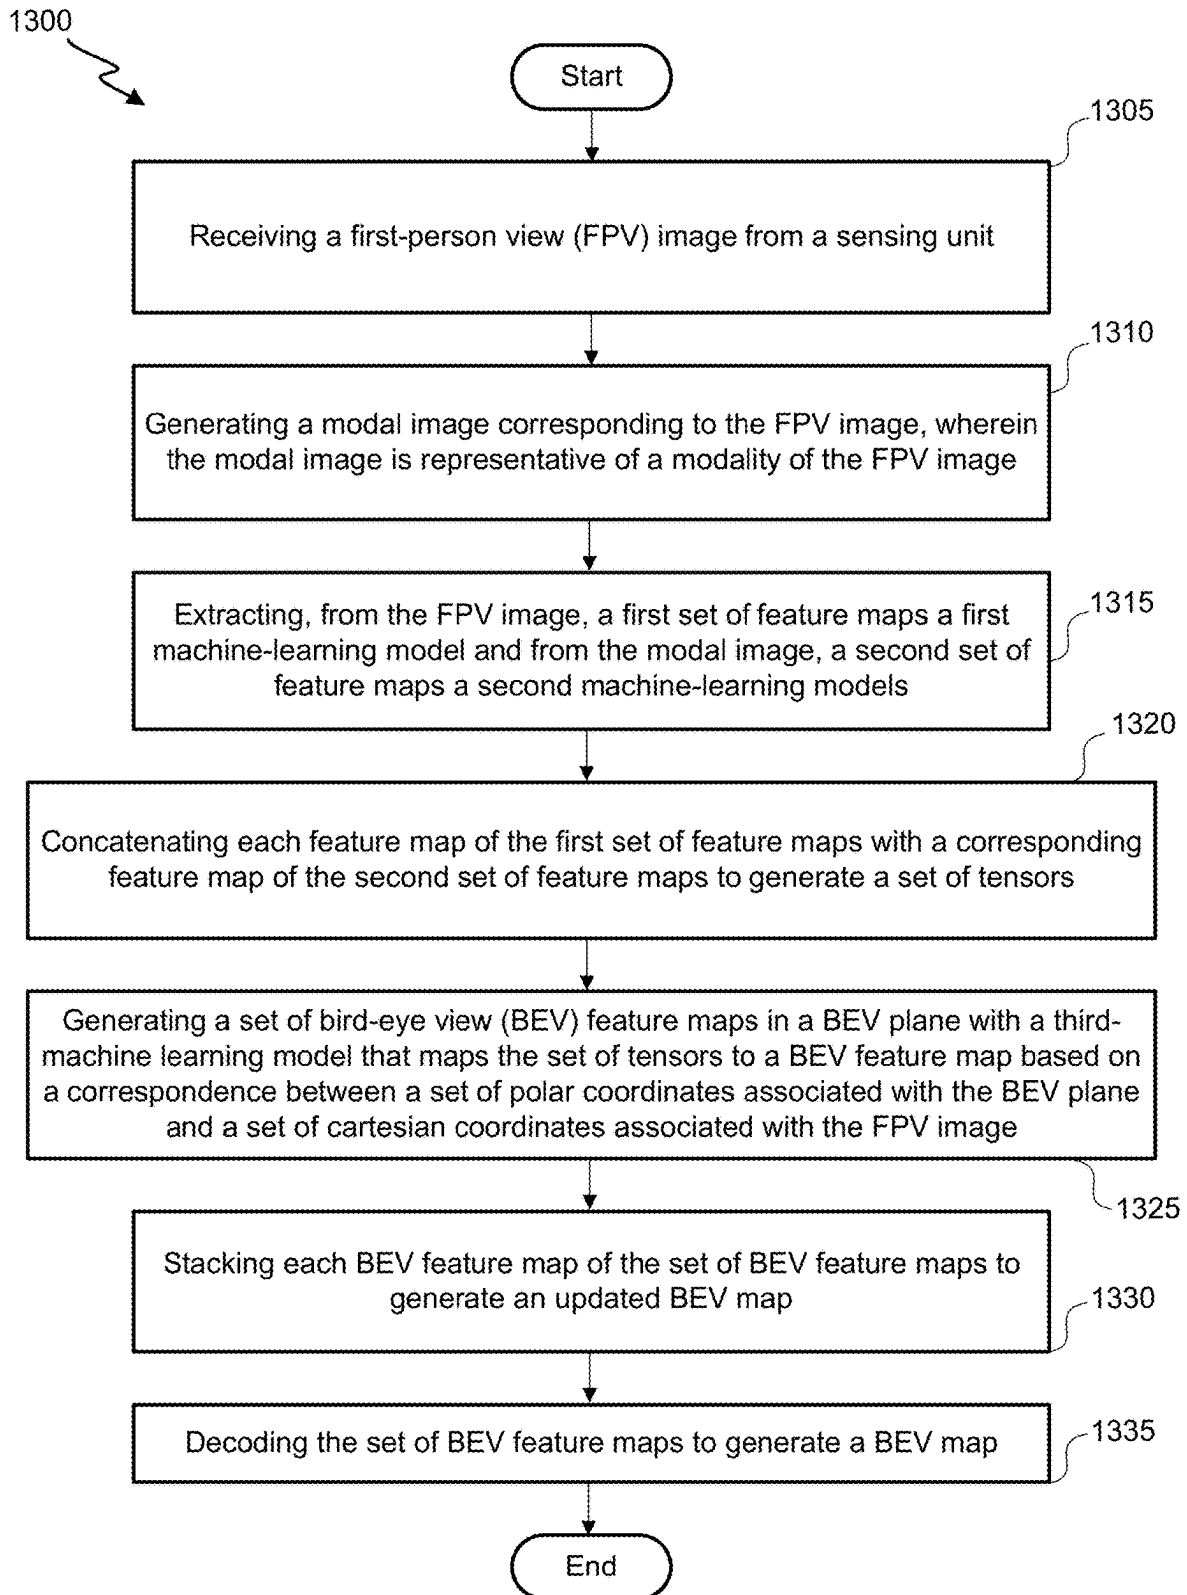 1300
Start
1305
Receiving a first-person view (FPV) image from a sensing unit
1310
Generating a modal image corresponding to the FPV image, wherein
the modal image is representative of a modality of the FPV image
1315
Extracting, from the FPV image, a first set of feature maps a first
machine-learning model and from the modal image, a second set of
feature maps a second machine-learning models
1320
Concatenating each feature map of the first set of feature maps with a corresponding
feature map of the second set of feature maps to generate a set of tensors
Generating a set of bird-eye view (BEV) feature maps in a BEV plane with a third-
machine learning model that maps the set of tensors to a BEV feature map based on
a correspondence between a set of polar coordinates associated with the BEV plane
and a set of cartesian coordinates associated with the FPV image
1325
Stacking each BEV feature map of the set of BEV feature maps to
generate an updated BEV map
1330
Decoding the set of BEV feature maps to generate a BEV map
1335
End